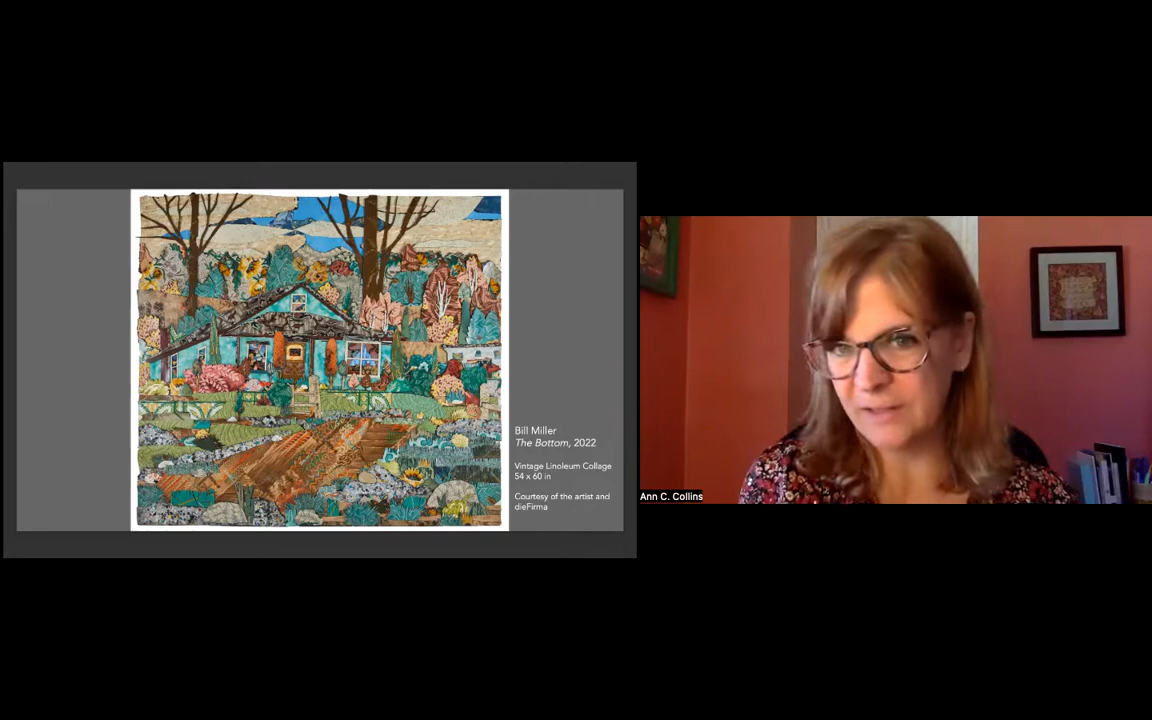 Bill Miller
The Bottom, 2022
Vintage Linoleum Collage
54 x 60 in
Courtesy of the artist and
dieFirma
Ann C. Collins